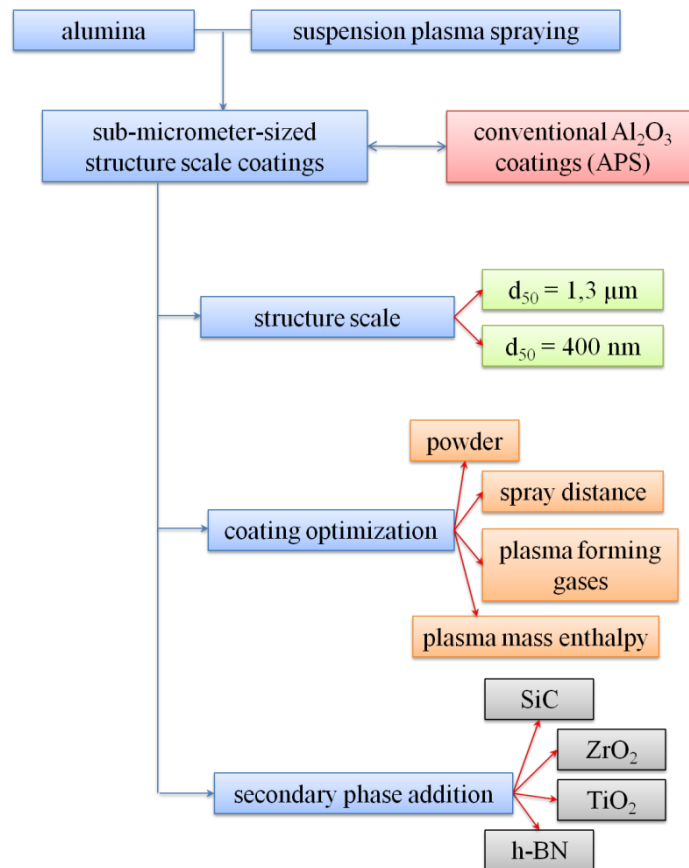 alumina
suspension plasma spraying
sub-micrometer-sized
structure scale coatings
conventional Al₂O₃
coatings (APS)
structure scale
d₅₀ = 1,3 µm
d₅₀ = 400 nm
powder
coating optimization
spray distance
plasma forming
gases
plasma mass enthalpy
SiC
ZrO₂
secondary phase addition
TiO₂
h-BN